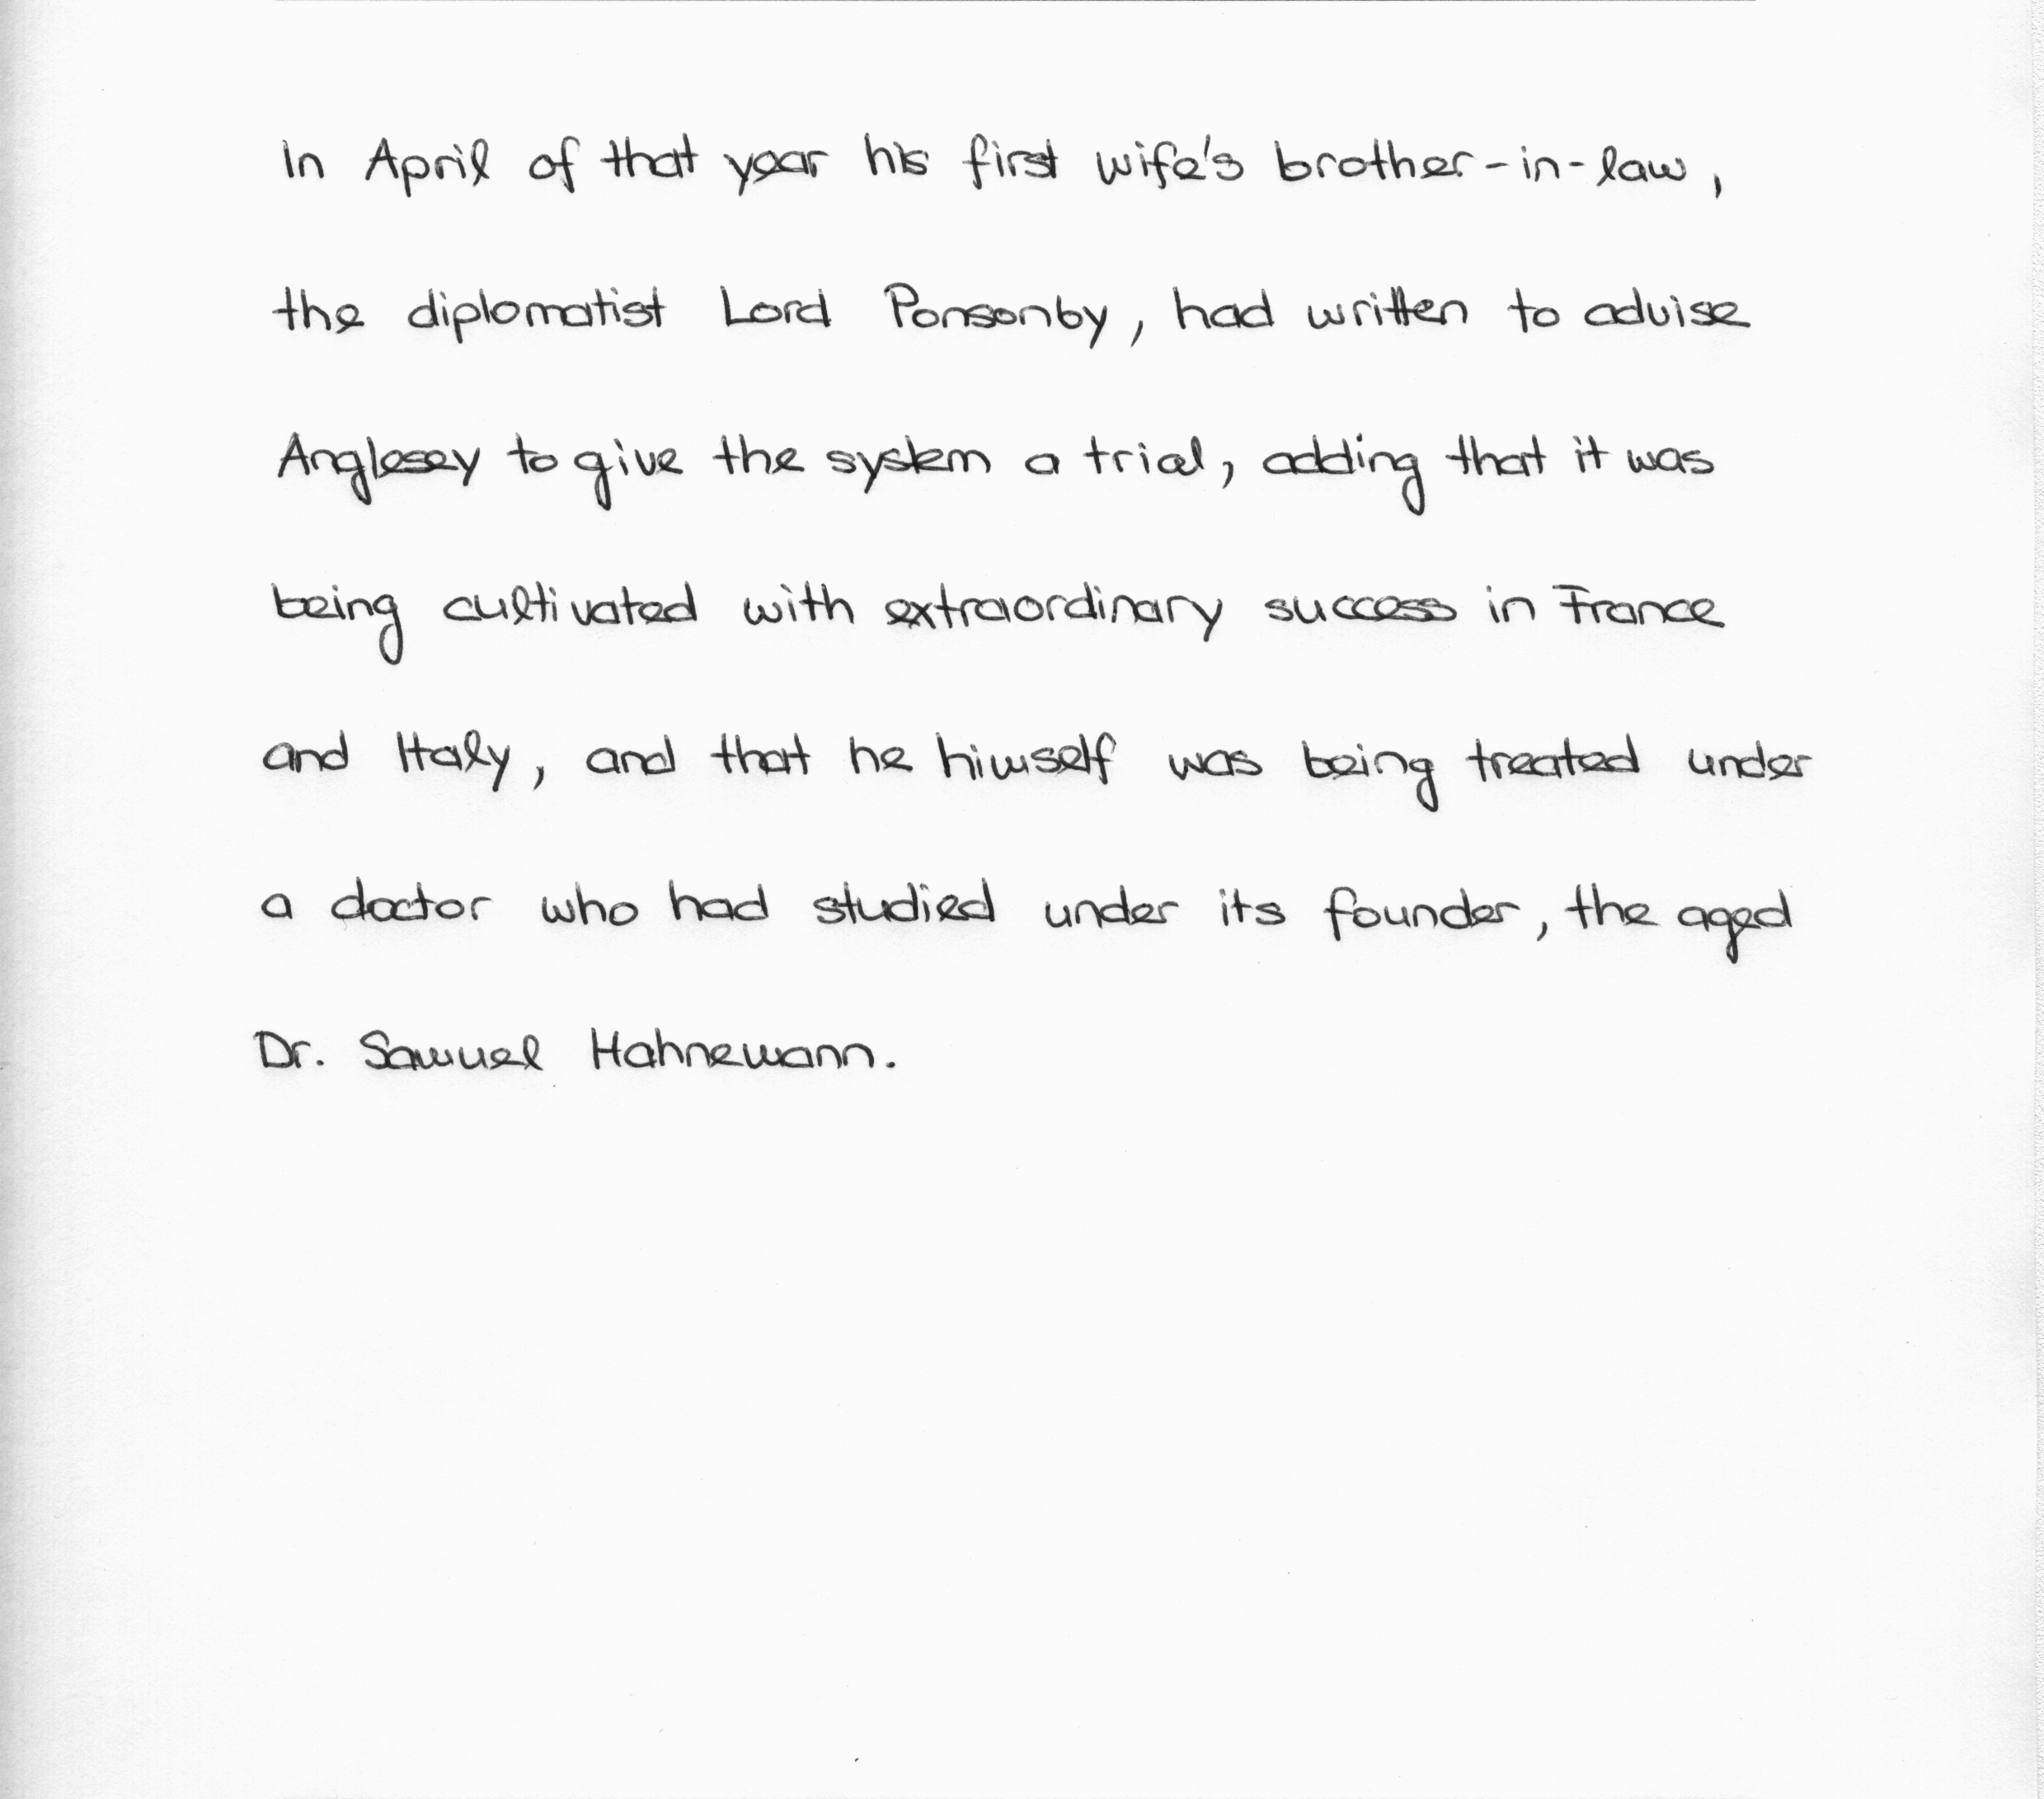 In April of that year his first wife's brother-in-law,
the diplomatist Lord Ponsonby, had written to advise
Anglesey to give the system a trial, adding that it was
being cultivated with extraordinary success in France
and Italy, and that he himself was being treated under
a doctor who had studied under its founder, the aged
Dr. Samuel Hahnemann.